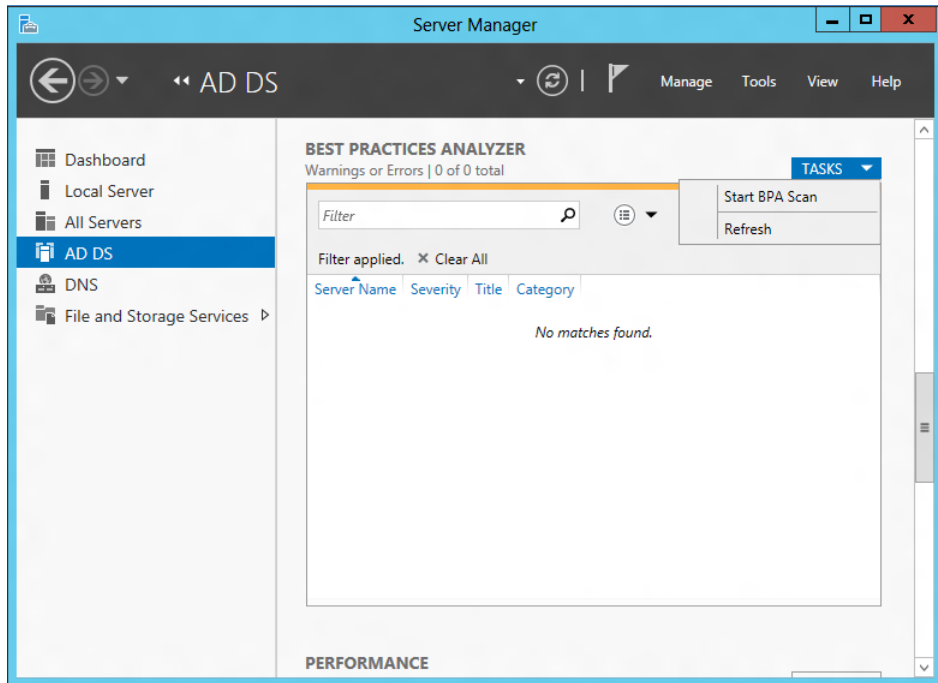 Server Manager
AD DS
Manage Tools View Help
Dashboard
Local Server
All Servers
AD DS
DNS
File and Storage Services
BEST PRACTICES ANALYZER
Warnings or Errors | 0 of 0 total
TASKS
Start BPA Scan
Refresh
Filter
Filter applied. × Clear All
Server Name Severity Title Category
No matches found.
PERFORMANCE